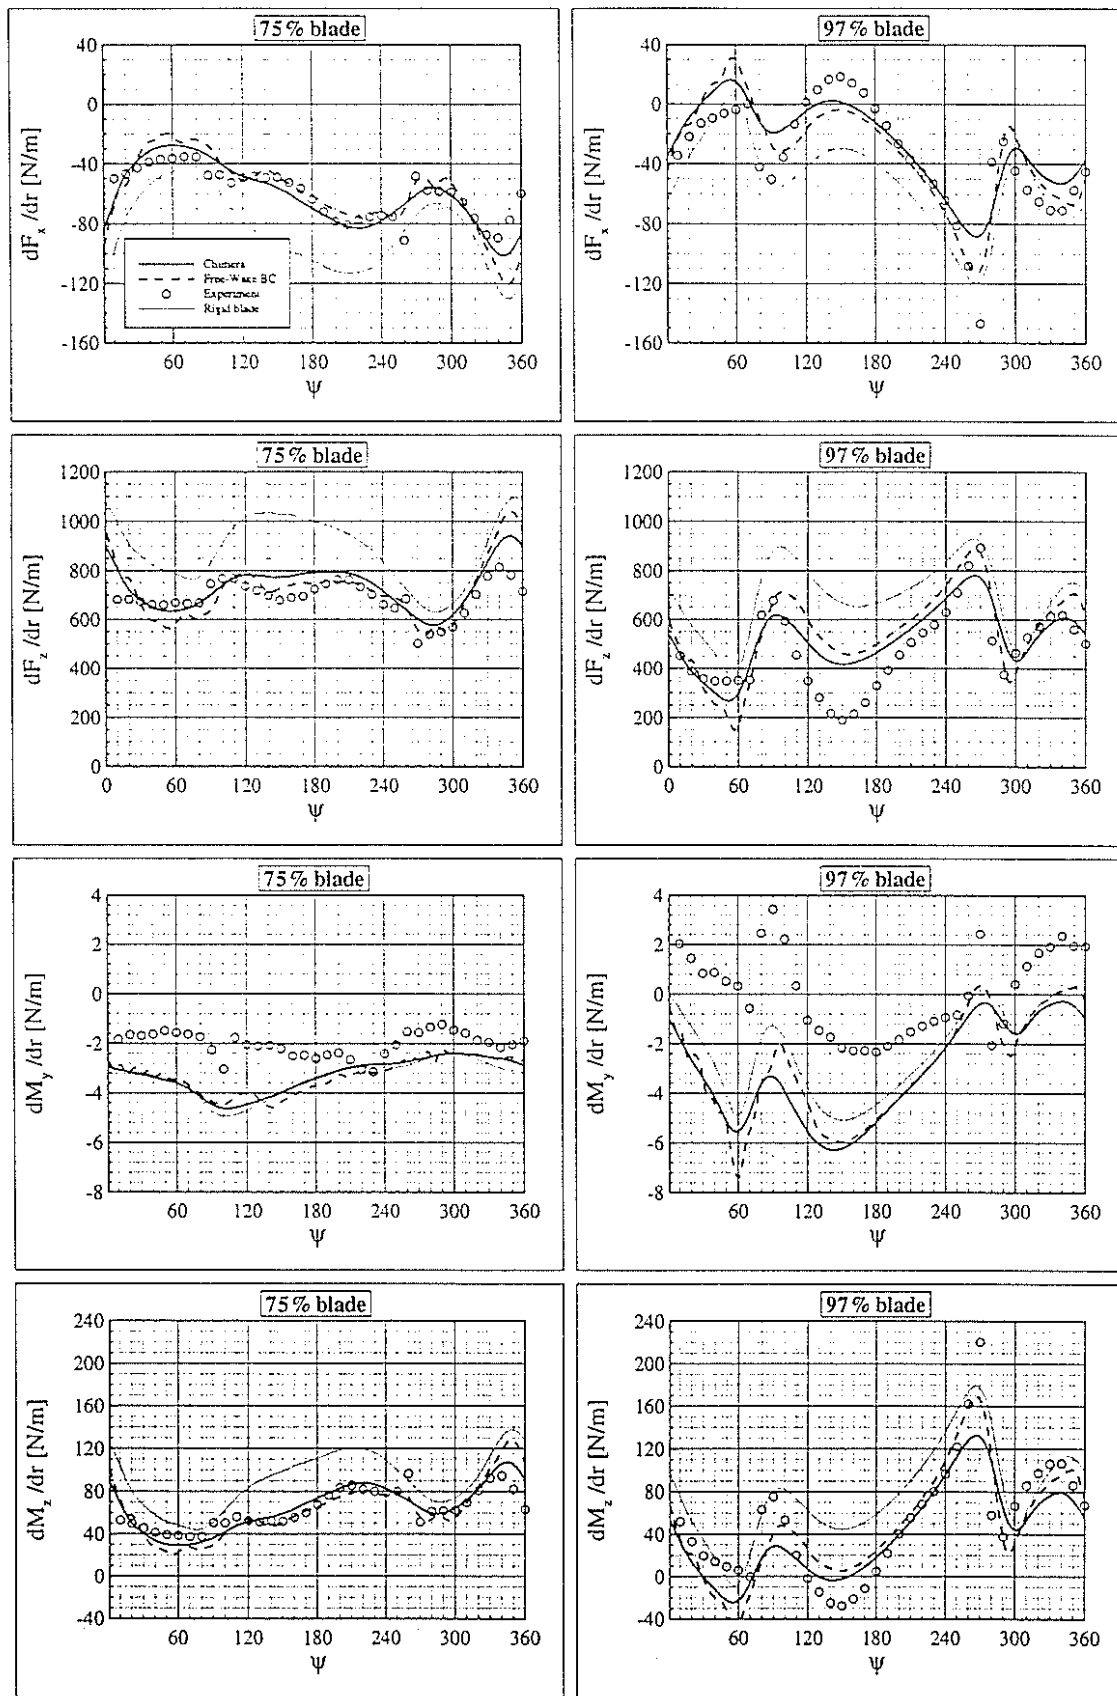 75% blade
40
0
-40
-80
-120
-160
dF_x /dr [N/m]
Chimera
Free-Wake BC
Experiment
Rigid blade
60 120 180 240 300 360
Ψ
97% blade
40
0
-40
-80
-120
-160
dF_x /dr [N/m]
60 120 180 240 300 360
Ψ
75% blade
1200
1000
800
600
400
200
0
dF_z /dr [N/m]
0 60 120 180 240 300 360
Ψ
97% blade
1200
1000
800
600
400
200
0
dF_z /dr [N/m]
0 60 120 180 240 300 360
Ψ
75% blade
4
2
0
-2
-4
-6
-8
dM_y /dr [N/m]
60 120 180 240 300 360
Ψ
97% blade
4
2
0
-2
-4
-6
-8
dM_y /dr [N/m]
60 120 180 240 300 360
Ψ
75% blade
240
200
160
120
80
40
0
-40
dM_z /dr [N/m]
60 120 180 240 300 360
Ψ
97% blade
240
200
160
120
80
40
0
-40
dM_z /dr [N/m]
60 120 180 240 300 360
Ψ